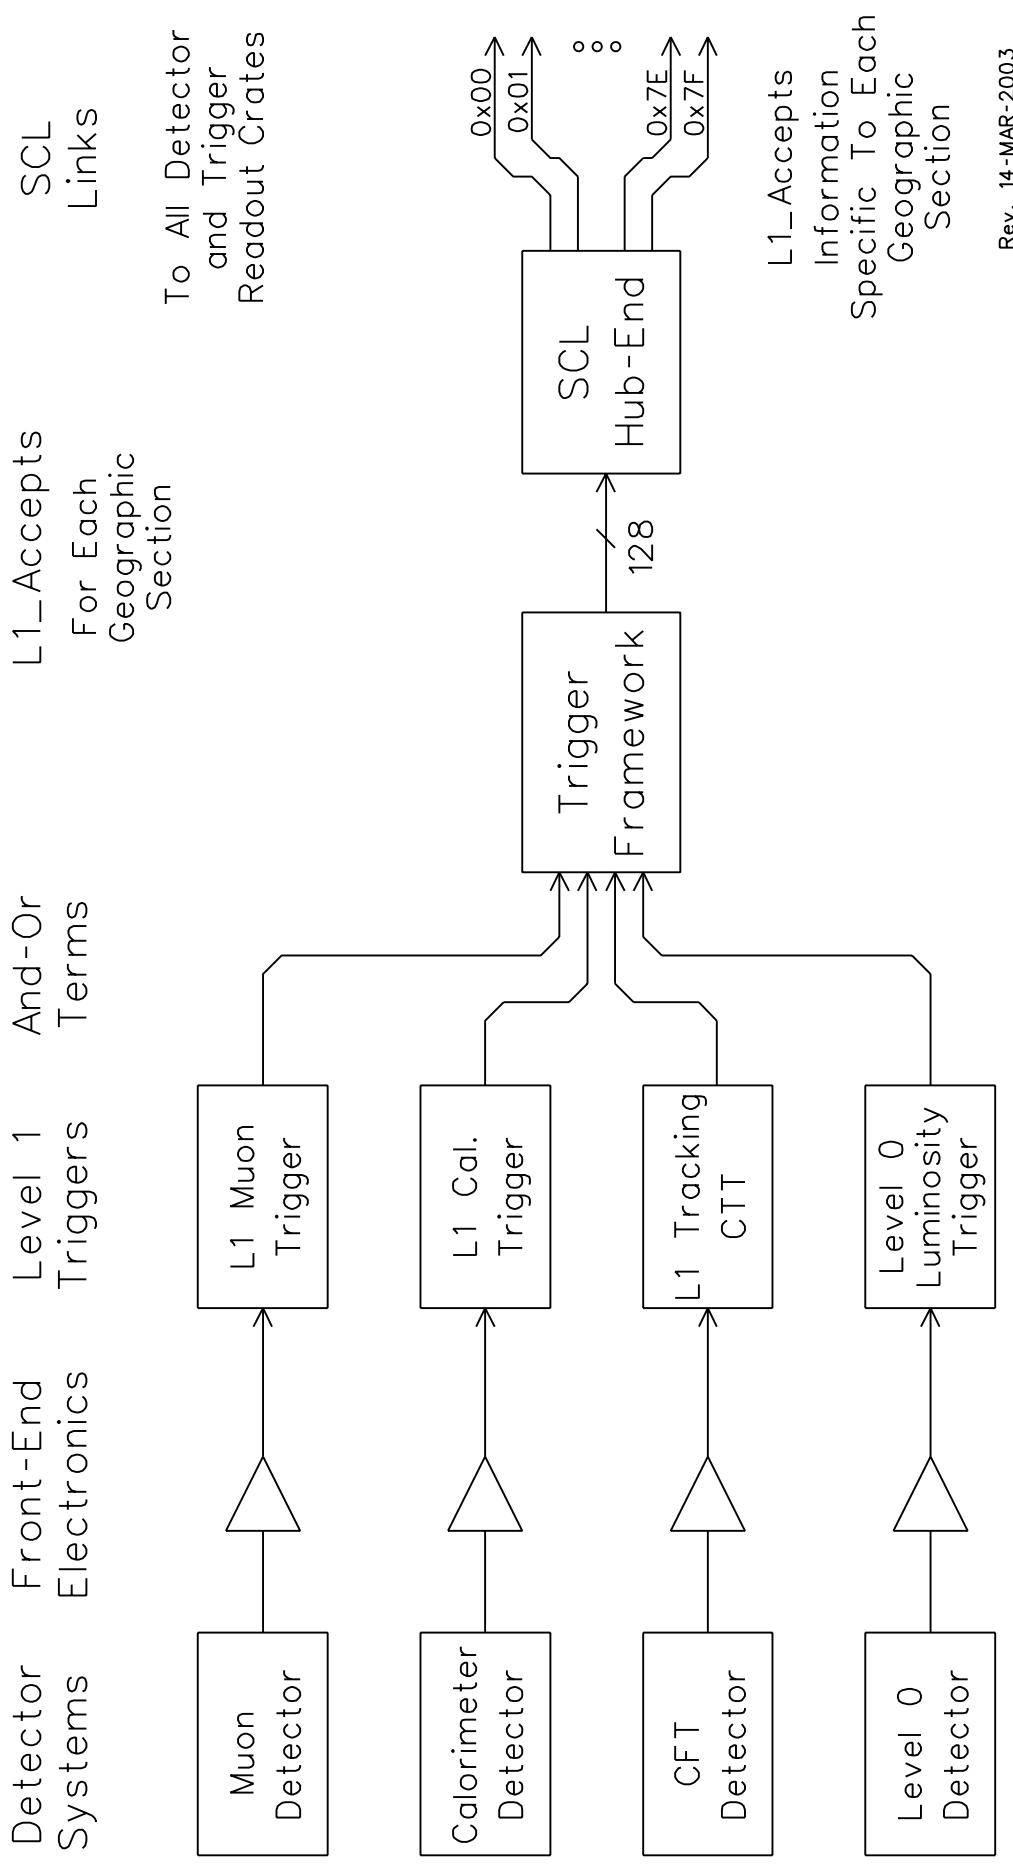 Detector
Systems
Front-End
Electronics
Level 1
Triggers
And-Or
Terms
L1_Accepts
For Each
Geographic
Section
SCL
Links
To All Detector
and Trigger
Readout Crates
Muon
Detector
L1 Muon
Trigger
Calorimeter
Detector
L1 Cal.
Trigger
CFT
Detector
L1 Tracking
CTT
Level 0
Detector
Level 0
Luminosity
Trigger
Trigger
Framework
128
SCL
Hub-End
0x00
0x01
0x7E
0x7F
L1_Accepts
Information
Specific To Each
Geographic
Section
Rev. 14-MAR-2003